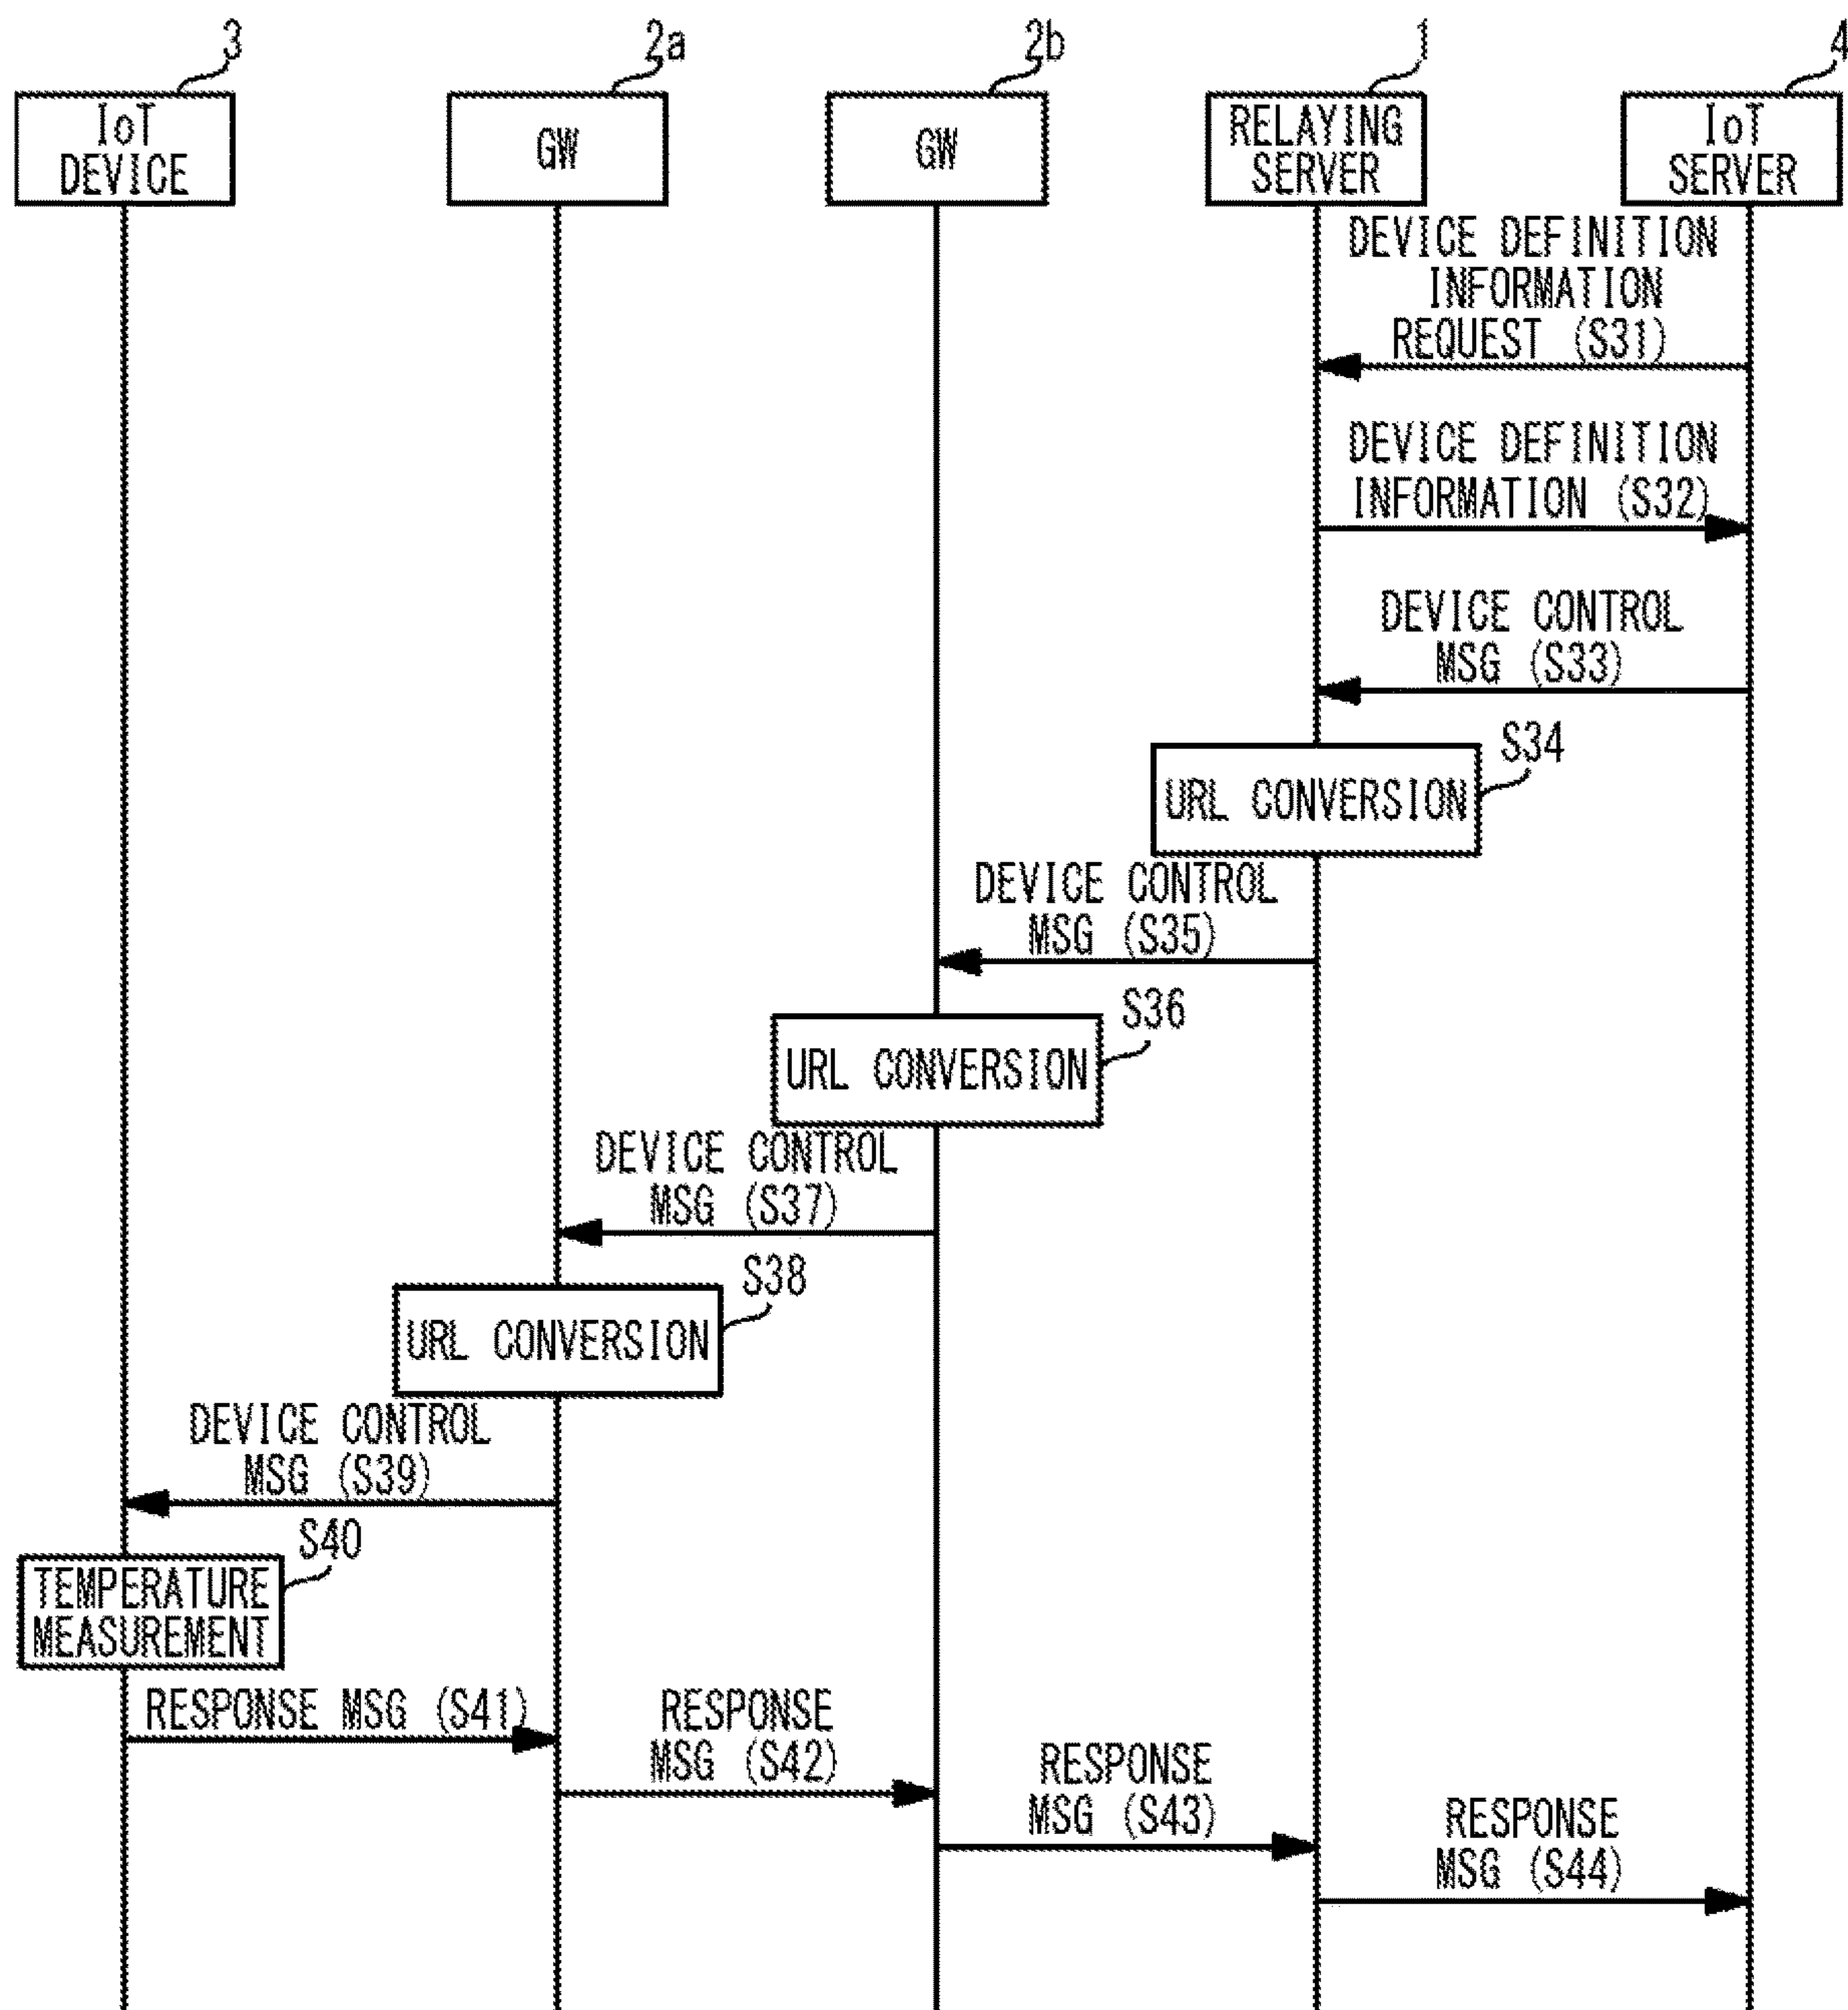 3
2a
2b
1
4
IoT
DEVICE
GW
GW
RELAYING
SERVER
IoT
SERVER
DEVICE DEFINITION
INFORMATION
REQUEST (S31)
DEVICE DEFINITION
INFORMATION (S32)
DEVICE CONTROL
MSG (S33)
S34
URL CONVERSION
DEVICE CONTROL
MSG (S35)
S36
URL CONVERSION
DEVICE CONTROL
MSG (S37)
S38
URL CONVERSION
DEVICE CONTROL
MSG (S39)
S40
TEMPERATURE
MEASUREMENT
RESPONSE MSG (S41)
RESPONSE
MSG (S42)
RESPONSE
MSG (S43)
RESPONSE
MSG (S44)